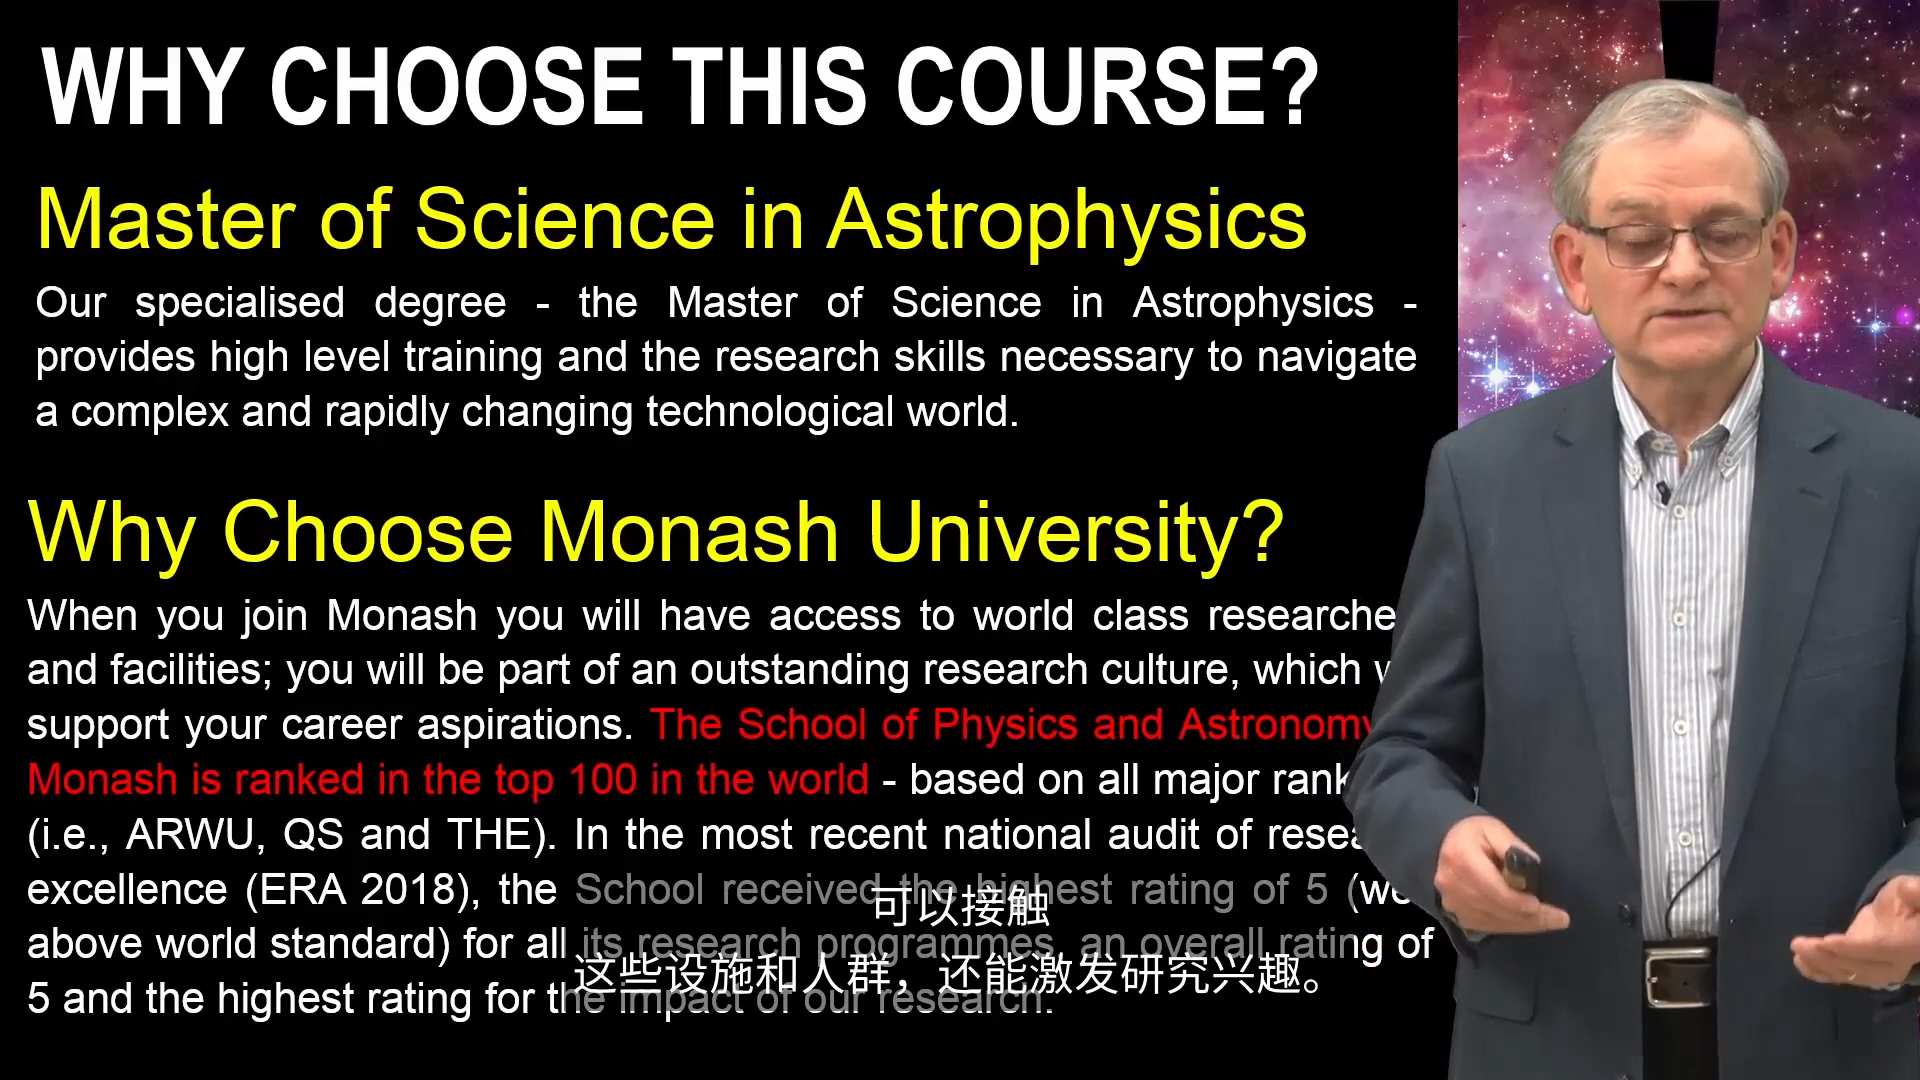 WHY CHOOSE THIS COURSE?
Master of Science in Astrophysics
Our specialised degree - the Master of Science in Astrophysics -
provides high level training and the research skills necessary to navigate
a complex and rapidly changing technological world.
Why Choose Monash University?
When you join Monash you will have access to world class researche
and facilities; you will be part of an outstanding research culture, which w
support your career aspirations. The School of Physics and Astronomy
Monash is ranked in the top 100 in the world - based on all major rank
(i.e., ARWU, QS and THE). In the most recent national audit of resea
excellence (ERA 2018), the School received the highest rating of 5 (we
above world standard) for all its research programmes, an overall rating of
5 and the highest rating for the impact of our research.
可以接触
这些设施和人群，还能激发研究兴趣。